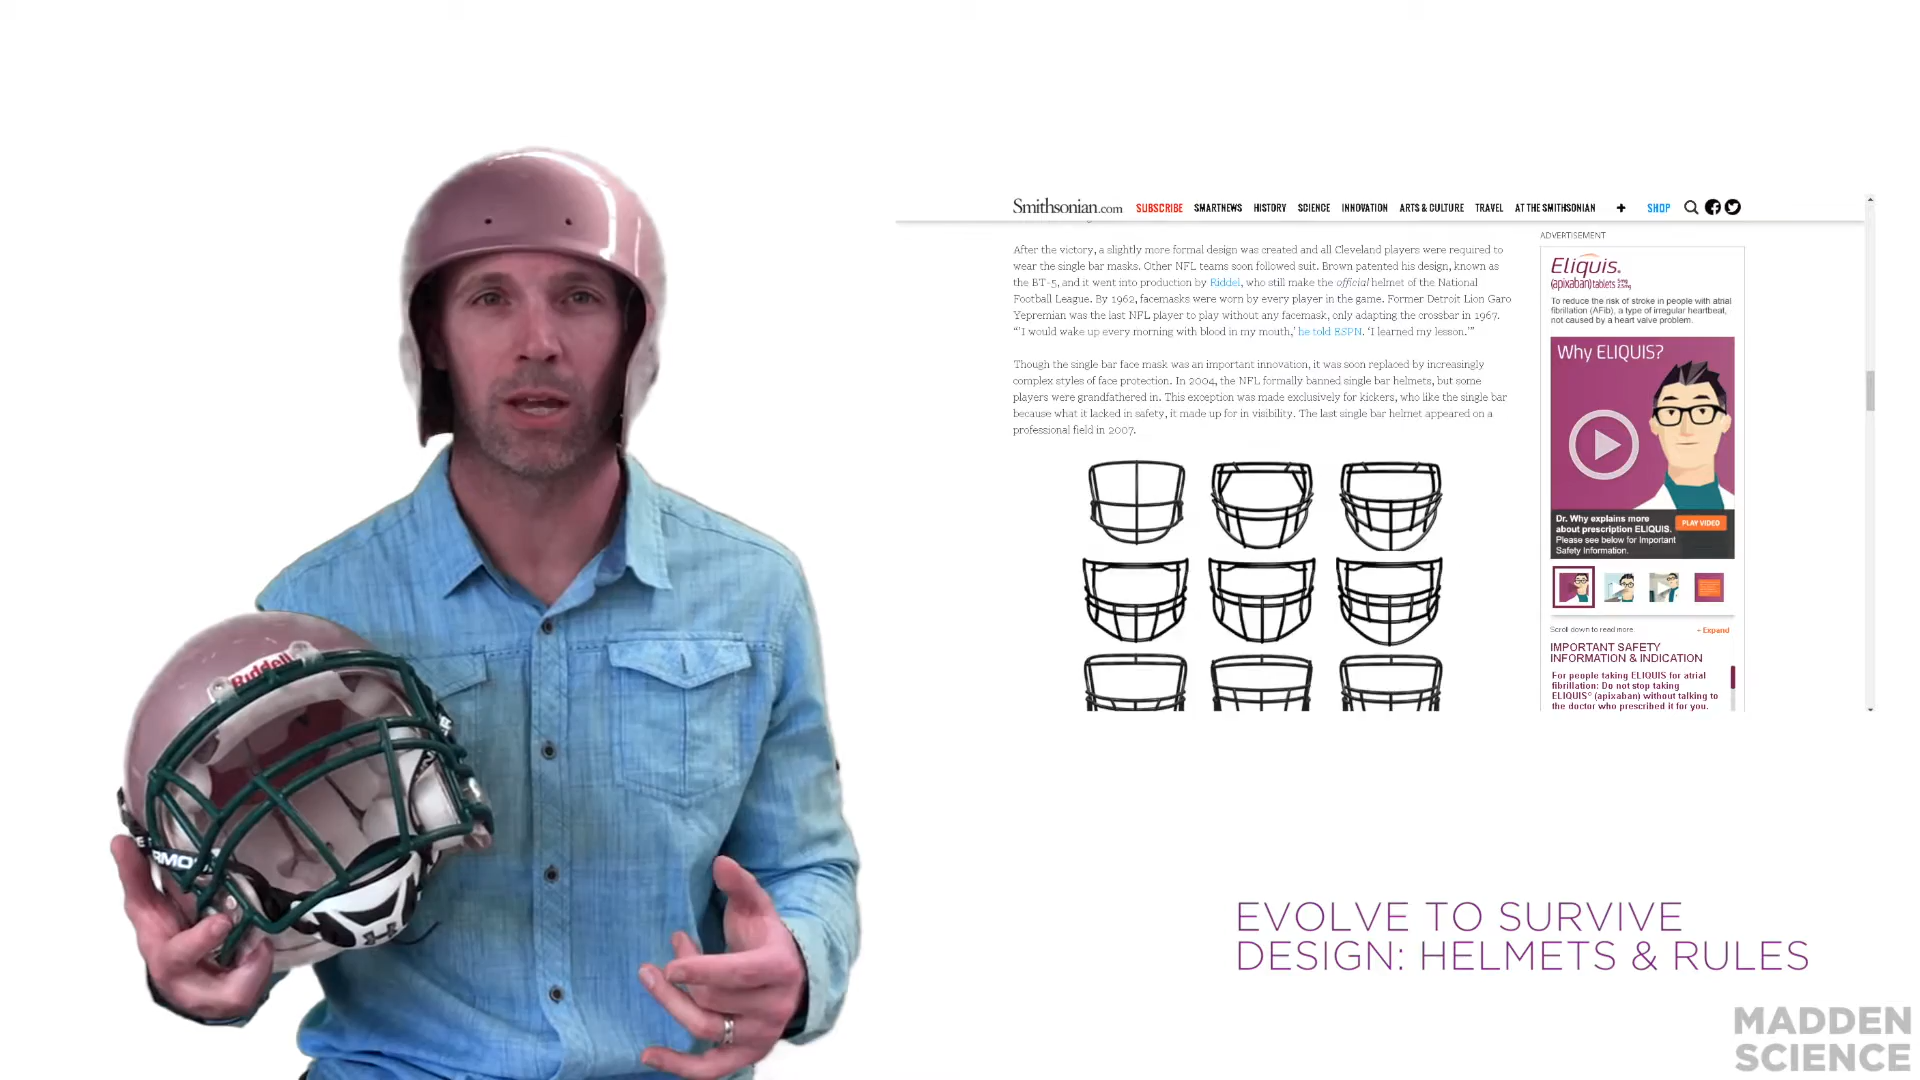 Smithsonian.com SUBSCRIBE SMARTNEWS HISTORY SCIENCE INNOVATION ARTS & CULTURE TRAVEL AT THE SMITHSONIAN + SHOP
After the victory, a slightly more formal design was created and all Cleveland players were required to
wear the single bar masks. Other NFL teams soon followed suit. Brown patented his design, known as
the BT-5, and it went into production by Riddel, who still make the official helmet of the National
Football League. By 1962, facemasks were worn by every player in the game. Former Detroit Lion Garo
Yepremian was the last NFL player to play without any facemask, only adapting the crossbar in 1967.
“‘I would wake up every morning with blood in my mouth,’ he told ESPN. ‘I learned my lesson.’”
Though the single bar face mask was an important innovation, it was soon replaced by increasingly
complex styles of face protection. In 2004, the NFL formally banned single bar helmets, but some
players were grandfathered in. This exception was made exclusively for kickers, who like the single bar
because what it lacked in safety, it made up for in visibility. The last single bar helmet appeared on a
professional field in 2007.
ADVERTISEMENT
Eliquis.
(apixaban) tablets
To reduce the risk of stroke in people with atrial
fibrillation (AFib), a type of irregular heartbeat,
not caused by a heart valve problem.
Why ELIQUIS?
Dr. Why explains more
about prescription ELIQUIS.
Please see below for Important
Safety Information.
PLAY VIDEO
Scroll down to read more.
- Expand
IMPORTANT SAFETY
INFORMATION & INDICATION
For people taking ELIQUIS for atrial
fibrillation: Do not stop taking
ELIQUIS® (apixaban) without talking to
the doctor who prescribed it for you.
Riddell
RMO
EVOLVE TO SURVIVE
DESIGN: HELMETS & RULES
MADDEN
SCIENCE